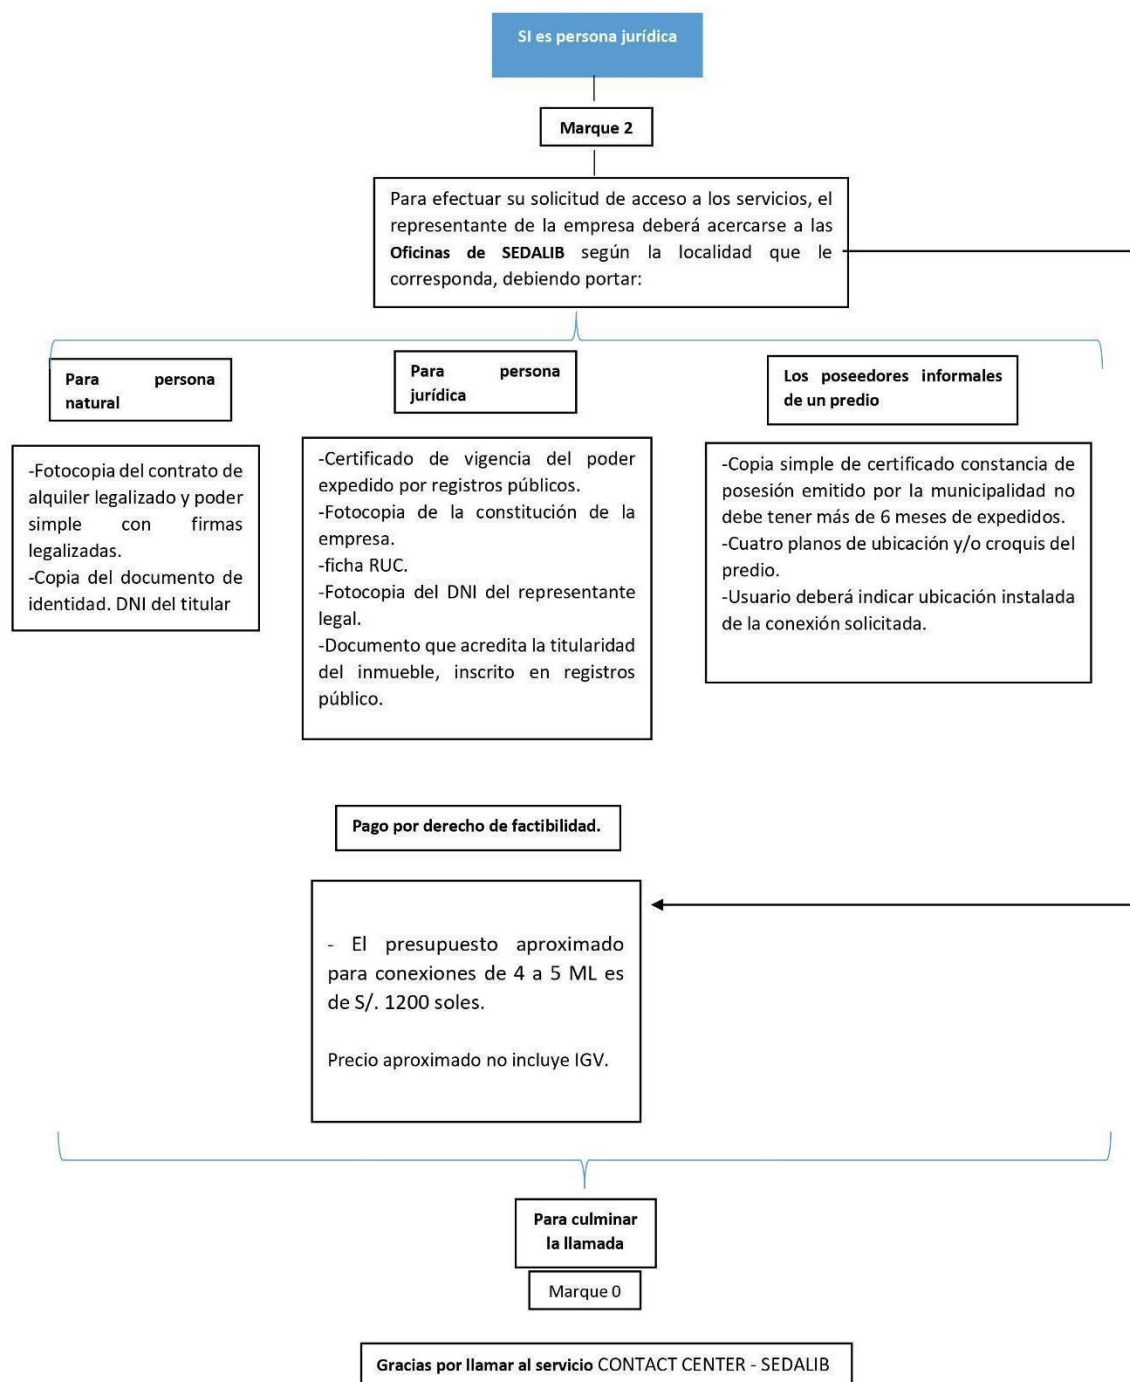 SI es persona jurídica
Marque 2
Para efectuar su solicitud de acceso a los servicios, el
representante de la empresa deberá acercarse a las
Oficinas de SEDALIB según la localidad que le
corresponda, debiendo portar:
Para persona
natural
-Fotocopia del contrato de
alquiler legalizado y poder
simple con firmas
legalizadas.
-Copia del documento de
identidad. DNI del titular
Para persona
jurídica
-Certificado de vigencia del poder
expedido por registros públicos.
-Fotocopia de la constitución de la
empresa.
-ficha RUC.
-Fotocopia del DNI del representante
legal.
-Documento que acredita la titularidad
del inmueble, inscrito en registros
público.
Los poseedores informales
de un predio
-Copia simple de certificado constancia de
posesión emitido por la municipalidad no
debe tener más de 6 meses de expedidos.
-Cuatro planos de ubicación y/o croquis del
predio.
-Usuario deberá indicar ubicación instalada
de la conexión solicitada.
Pago por derecho de factibilidad.
- El presupuesto aproximado
para conexiones de 4 a 5 ML es
de S/. 1200 soles.
Precio aproximado no incluye IGV.
Para culminar
la llamada
Marque 0
Gracias por llamar al servicio CONTACT CENTER - SEDALIB